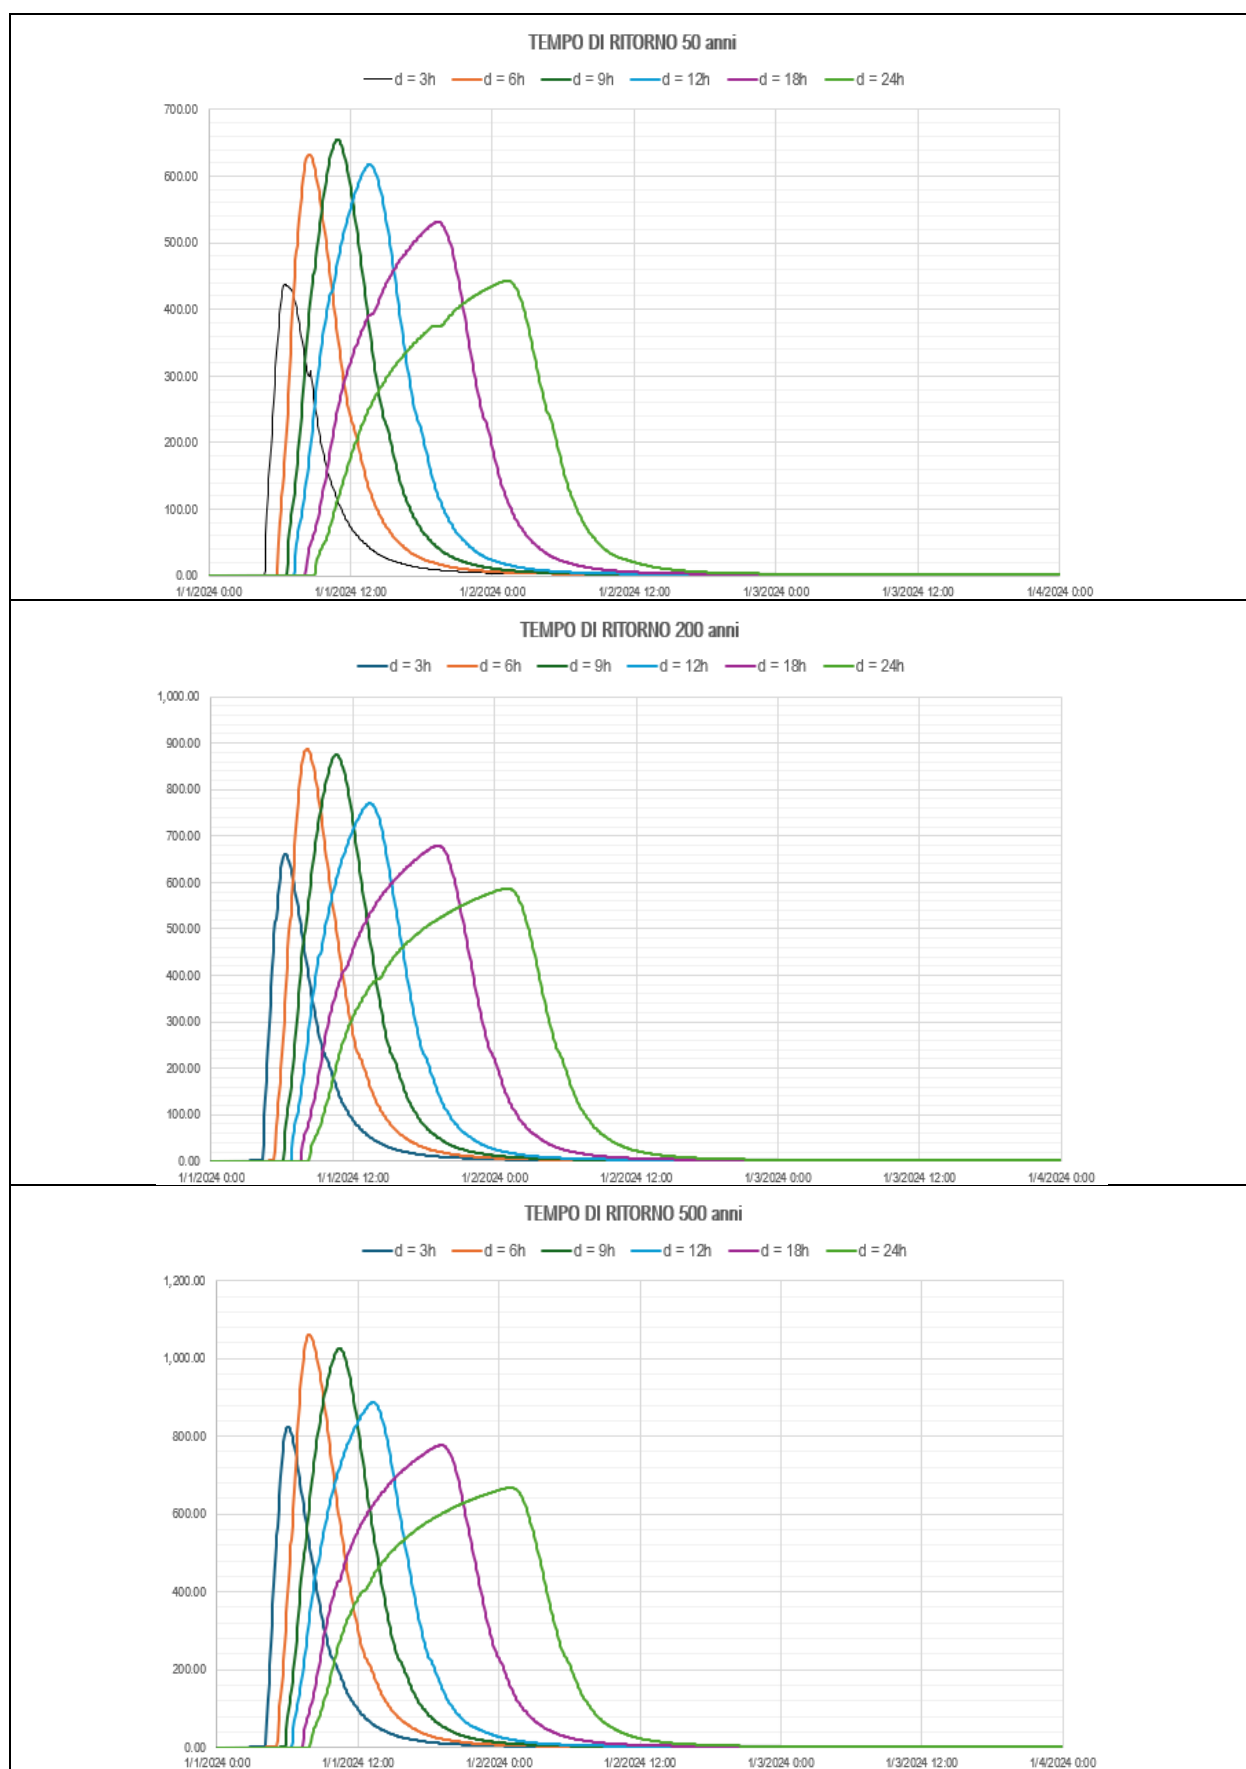 TEMPO DI RITORNO 50 anni
d = 3h d = 6h d = 9h d = 12h d = 18h d = 24h
700.00
600.00
500.00
400.00
300.00
200.00
100.00
0.00
1/1/2024 0:00 1/1/2024 12:00 1/2/2024 0:00 1/2/2024 12:00 1/3/2024 0:00 1/3/2024 12:00 1/4/2024 0:00
TEMPO DI RITORNO 200 anni
d = 3h d = 6h d = 9h d = 12h d = 18h d = 24h
1,000.00
900.00
800.00
700.00
600.00
500.00
400.00
300.00
200.00
100.00
0.00
1/1/2024 0:00 1/1/2024 12:00 1/2/2024 0:00 1/2/2024 12:00 1/3/2024 0:00 1/3/2024 12:00 1/4/2024 0:00
TEMPO DI RITORNO 500 anni
d = 3h d = 6h d = 9h d = 12h d = 18h d = 24h
1,200.00
1,000.00
800.00
600.00
400.00
200.00
0.00
1/1/2024 0:00 1/1/2024 12:00 1/2/2024 0:00 1/2/2024 12:00 1/3/2024 0:00 1/3/2024 12:00 1/4/2024 0:00